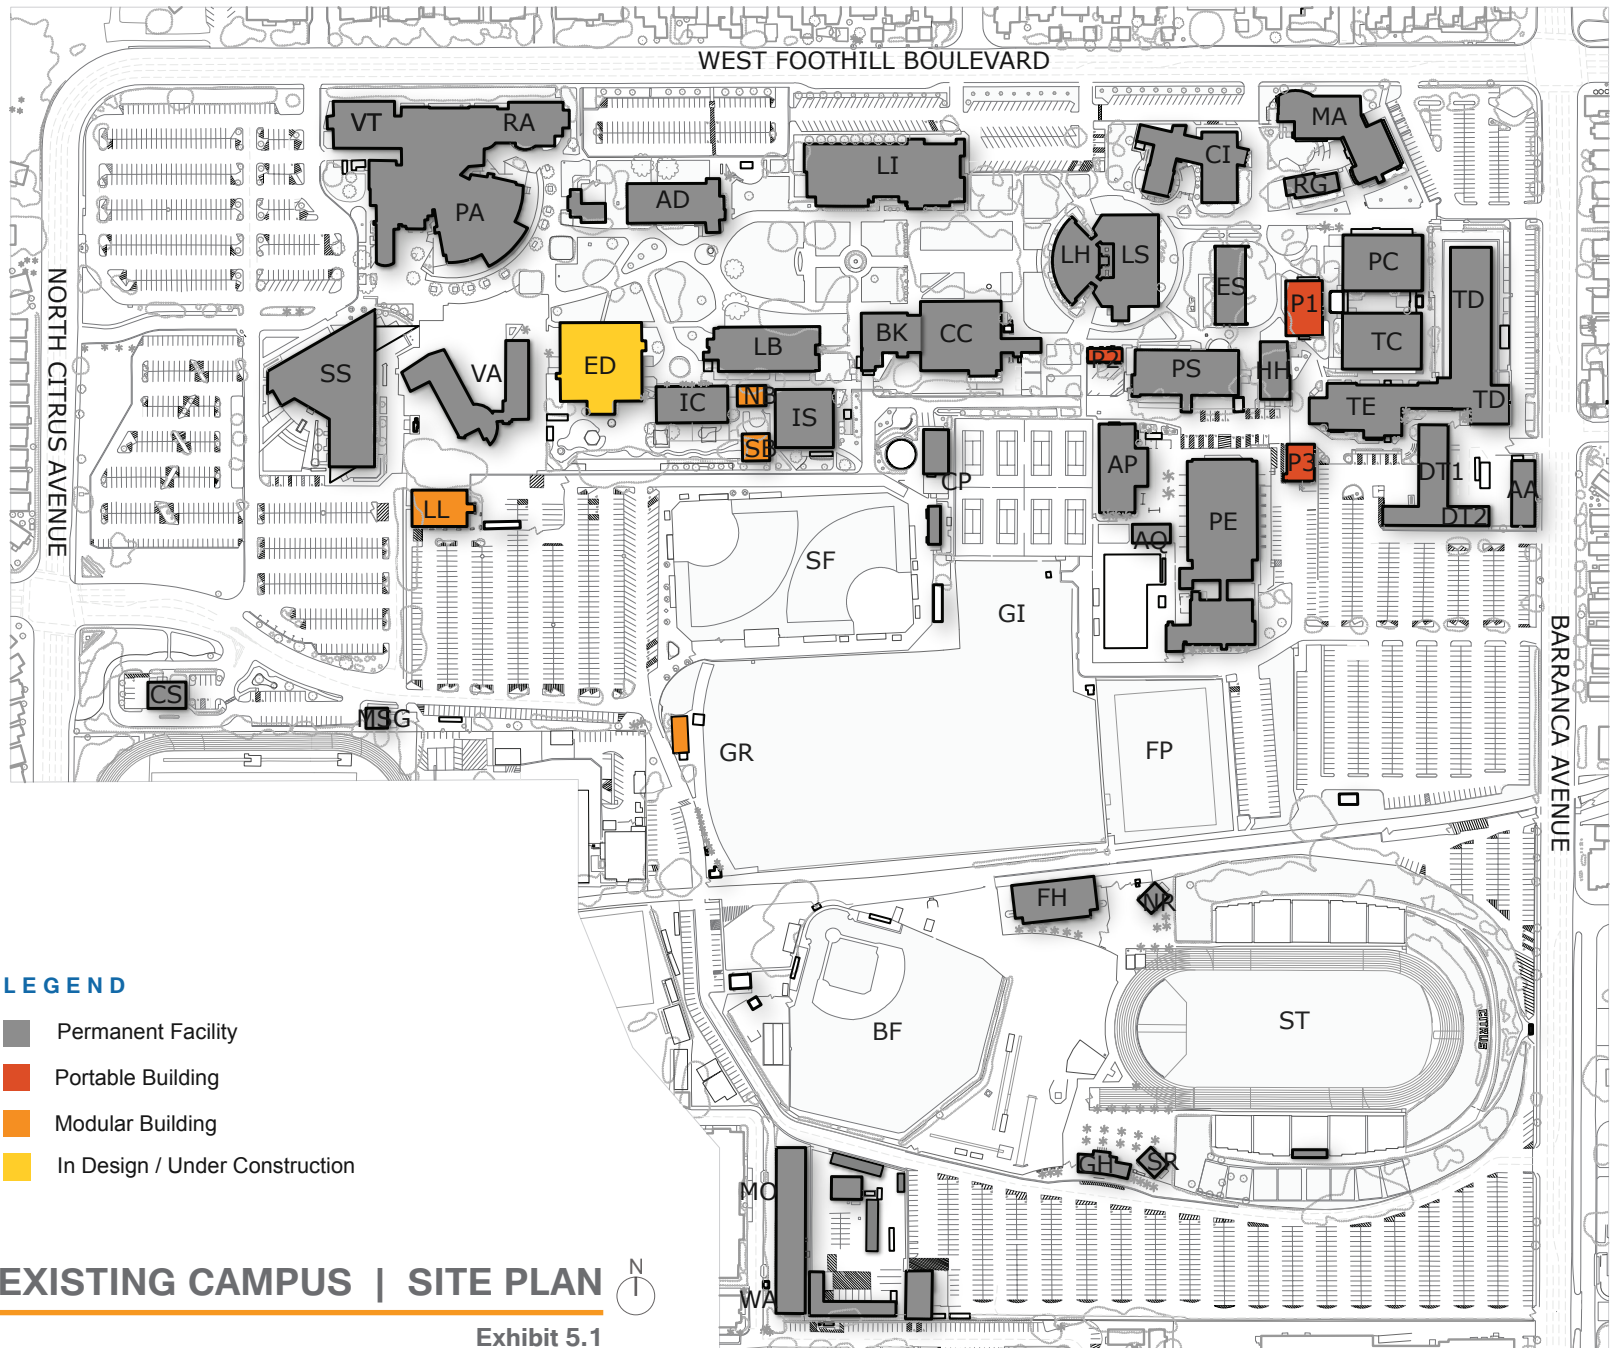 WEST FOOTHILL BOULEVARD
VT
RA
MA
CI
LI
RG
AD
PA
LH
LS
PC
ES
NORTH CITRUS AVENUE
P1
TD
BK
CC
LB
TC
P2
PS
HH
ED
SS
VA
IC
NB
IS
TE
TD
SB
AP
P3
CP
DT1
AA
LL
PE
DT2
AQ
SF
GI
BARRANCA AVENUE
CS
MSG
GR
FP
FH
NR
LEGEND
Permanent Facility
Portable Building
Modular Building
In Design / Under Construction
BF
ST
CITRUS
GH
SR
MO
WA
EXISTING CAMPUS | SITE PLAN
N
Exhibit 5.1